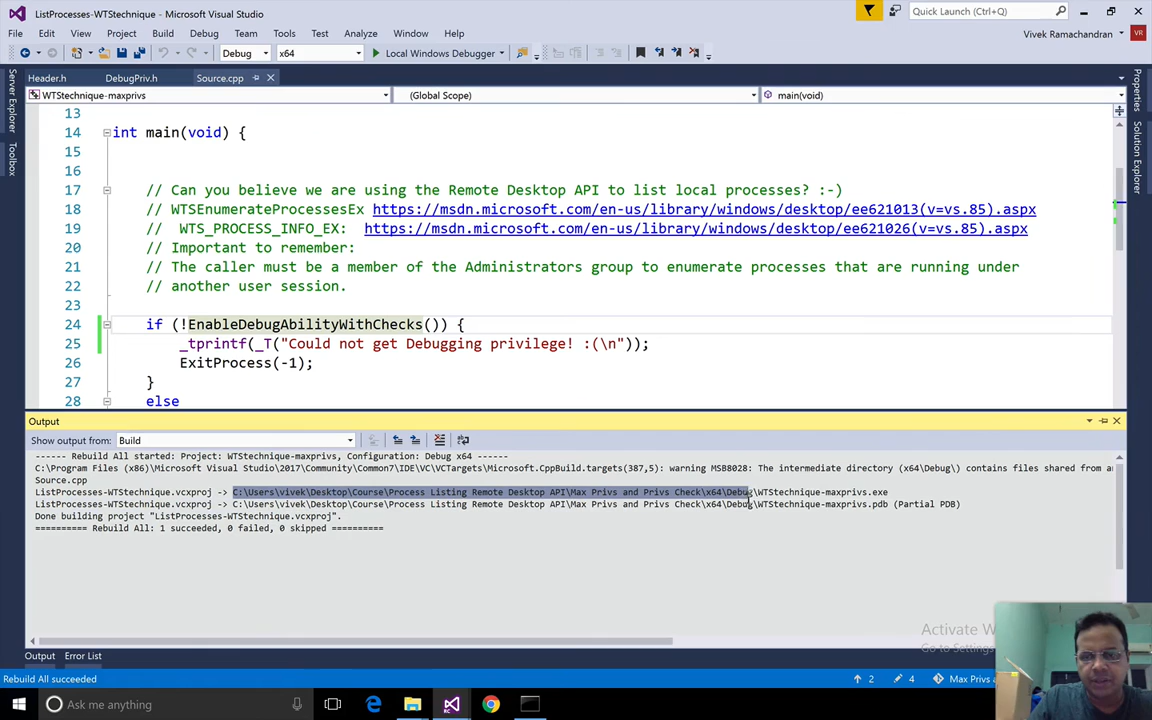 ListProcesses-WTStechnique - Microsoft Visual Studio
Quick Launch (Ctrl+Q)
File Edit View Project Build Debug Team Tools Test Analyze Window Help
Vivek Ramachandran VR
Debug x64 Local Windows Debugger
Header.h DebugPriv.h Source.cpp
WTStechnique-maxprivs (Global Scope) main(void)
Server Explorer
Toolbox
Properties
Solution Explorer
13
14 int main(void) {
15
16
17 // Can you believe we are using the Remote Desktop API to list local processes? :-)
18 // WTSEnumerateProcessesEx https://msdn.microsoft.com/en-us/library/windows/desktop/ee621013(v=vs.85).aspx
19 // WTS_PROCESS_INFO_EX: https://msdn.microsoft.com/en-us/library/windows/desktop/ee621026(v=vs.85).aspx
20 // Important to remember:
21 // The caller must be a member of the Administrators group to enumerate processes that are running under
22 // another user session.
23
24 if (!EnableDebugAbilityWithChecks()) {
25 _tprintf(_T("Could not get Debugging privilege! :(\n"));
26 ExitProcess(-1);
27 }
28 else
Output
Show output from: Build
------ Rebuild All started: Project: WTStechnique-maxprivs, Configuration: Debug x64 ------
C:\Program Files (x86)\Microsoft Visual Studio\2017\Community\Common7\IDE\VC\VCTargets\Microsoft.CppBuild.targets(387,5): warning MSB8028: The intermediate directory (x64\Debug\) contains files shared from
Source.cpp
ListProcesses-WTStechnique.vcxproj -> C:\Users\vivek\Desktop\Course\Process Listing Remote Desktop API\Max Privs and Privs Check\x64\Debug\WTStechnique-maxprivs.exe
ListProcesses-WTStechnique.vcxproj -> C:\Users\vivek\Desktop\Course\Process Listing Remote Desktop API\Max Privs and Privs Check\x64\Debug\WTStechnique-maxprivs.pdb (Partial PDB)
Done building project "ListProcesses-WTStechnique.vcxproj".
========== Rebuild All: 1 succeeded, 0 failed, 0 skipped ==========
Activate W
Go to Settings
Output Error List
Rebuild All succeeded 2 4 Max Privs a
Ask me anything